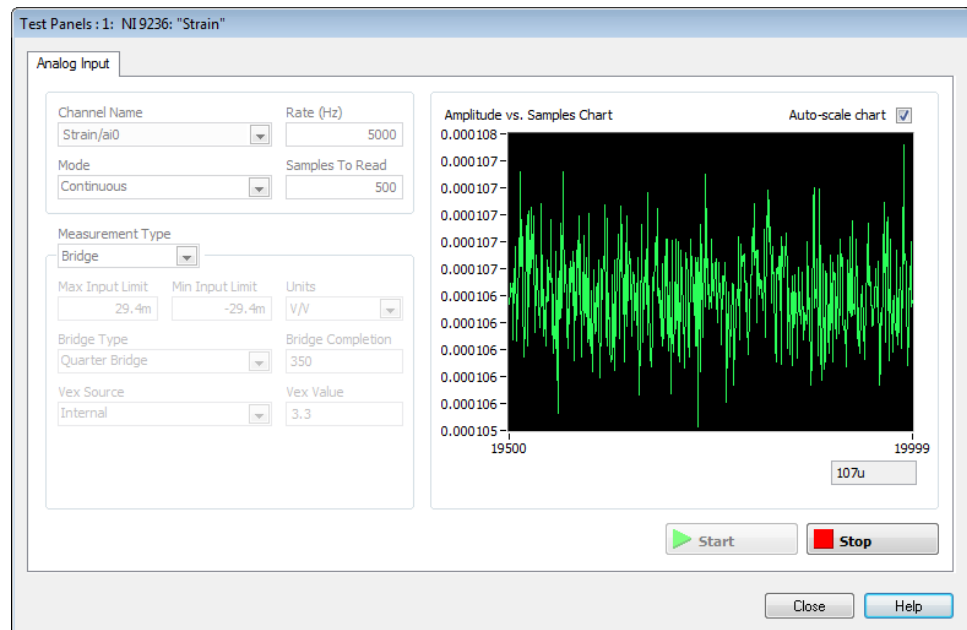 Test Panels : 1: NI 9236: "Strain"
Analog Input
Channel Name
Rate (Hz)
Strain/ai0
5000
Mode
Samples To Read
Continuous
500
Measurement Type
Bridge
Max Input Limit
Min Input Limit
Units
29.4m
-29.4m
V/V
Bridge Type
Bridge Completion
Quarter Bridge
350
Vex Source
Vex Value
Internal
3.3
Amplitude vs. Samples Chart
Auto-scale chart
0.000108
0.000107
0.000107
0.000107
0.000107
0.000107
0.000106
0.000106
0.000106
0.000106
0.000106
0.000105
19500
19999
107u
Start
Stop
Close
Help